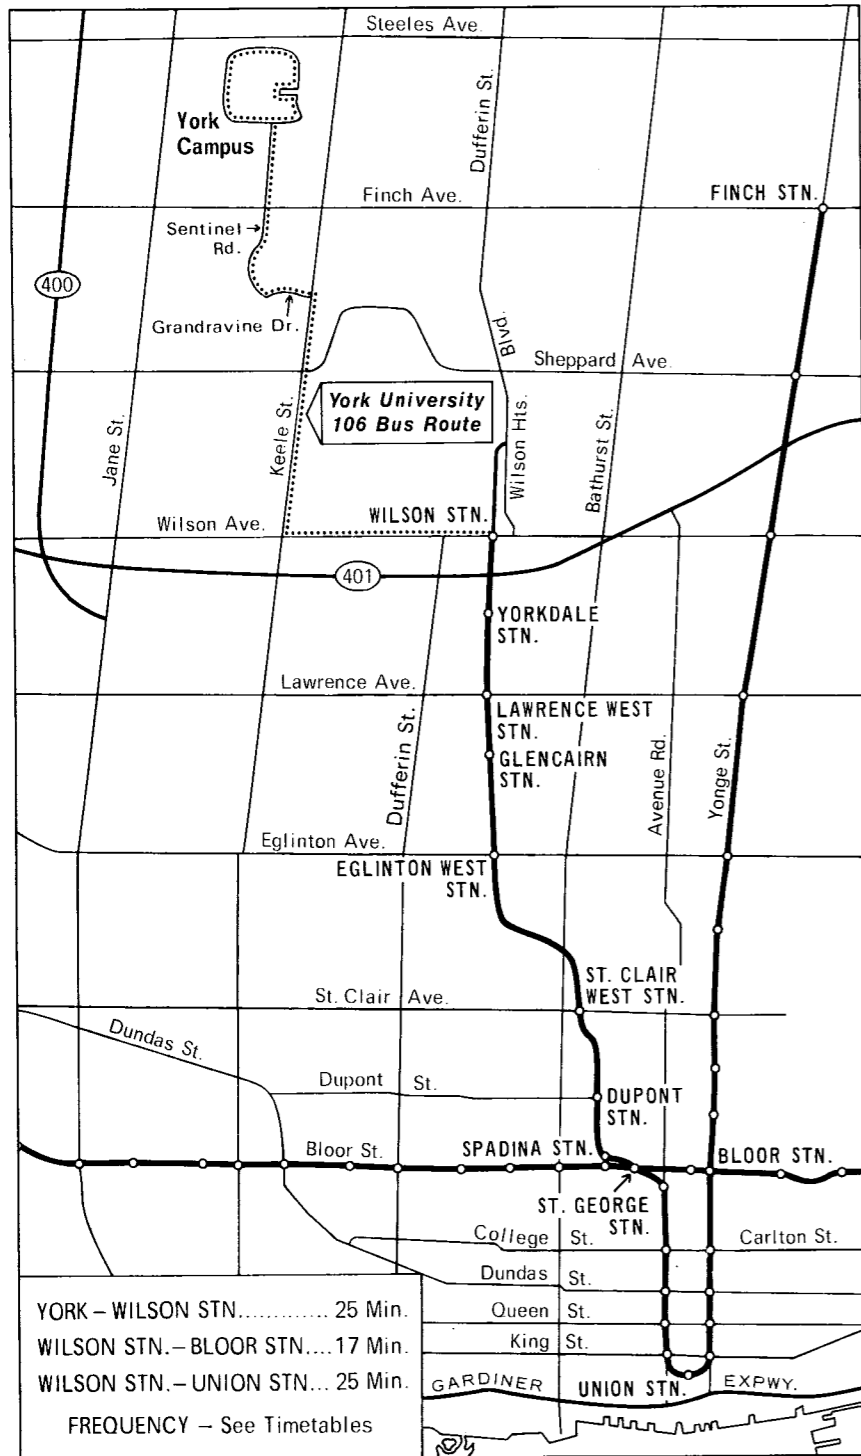 Steeles Ave.
York
Campus
Dufferin St.
Finch Ave.
FINCH STN.
Sentinel
Rd.
400
Grandravine Dr.
Blvd.
Sheppard Ave.
York University
106 Bus Route
Jane St.
Keele St.
Wilson Hts.
Bathurst St.
Wilson Ave.
WILSON STN.
401
YORKDALE
STN.
Lawrence Ave.
LAWRENCE WEST
STN.
GLENCAIRN
STN.
Dufferin St.
Avenue Rd.
Yonge St.
Eglinton Ave.
EGLINTON WEST
STN.
ST. CLAIR
WEST STN.
St. Clair Ave.
Dundas St.
Dupont St.
DUPONT
STN.
Bloor St.
SPADINA STN.
BLOOR STN.
ST. GEORGE
STN.
College St.
Carlton St.
Dundas St.
Queen St.
King St.
UNION STN.
GARDINER EXPWY.
YORK – WILSON STN............. 25 Min.
WILSON STN.– BLOOR STN....17 Min.
WILSON STN.– UNION STN... 25 Min.
FREQUENCY – See Timetables